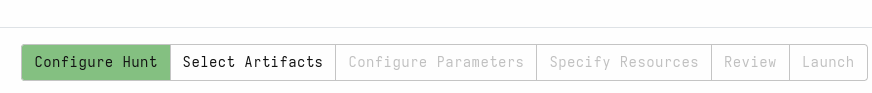 Configure Hunt Select Artifacts Configure Parameters Specify Resources Review Launch